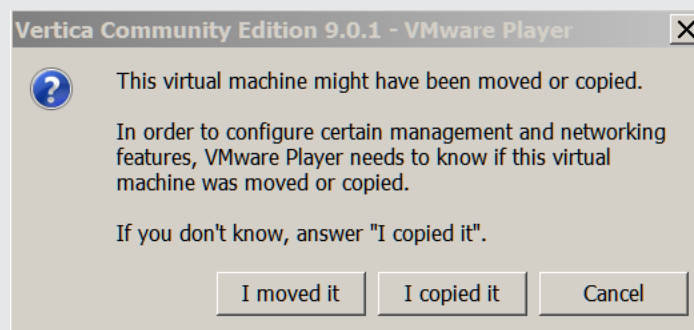 Vertica Community Edition 9.0.1 - VMware Player
This virtual machine might have been moved or copied.
In order to configure certain management and networking
features, VMware Player needs to know if this virtual
machine was moved or copied.
If you don't know, answer "I copied it".
I moved it
I copied it
Cancel